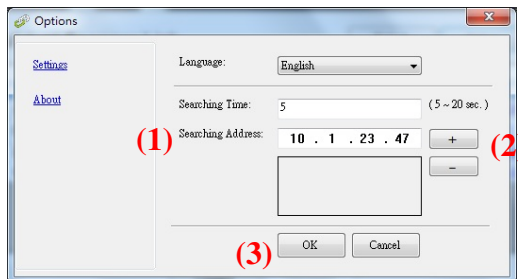 Options
x
Settings
Language: English
About
Searching Time: 5 (5 ~ 20 sec.)
(1) Searching Address: 10 . 1 . 23 . 47 + (2
-
(3) OK Cancel